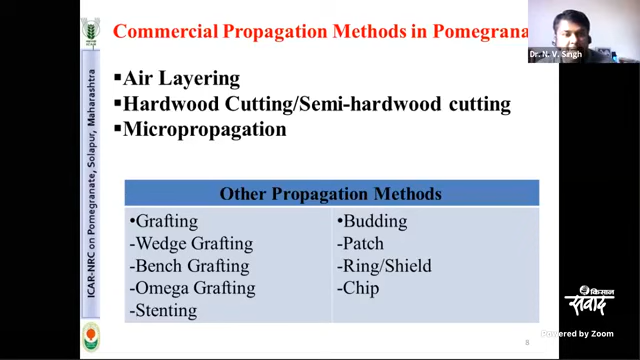 Commercial Propagation Methods in Pomegrana
Dr. N. V. Singh
▪Air Layering
▪Hardwood Cutting/Semi-hardwood cutting
▪Micropropagation
ICAR-NRC on Pomegranate, Solapur, Maharashtra
Other Propagation Methods
•Grafting
-Wedge Grafting
-Bench Grafting
-Omega Grafting
-Stenting
•Budding
-Patch
-Ring/Shield
-Chip
किसान
संवाद
Powered by Zoom
8